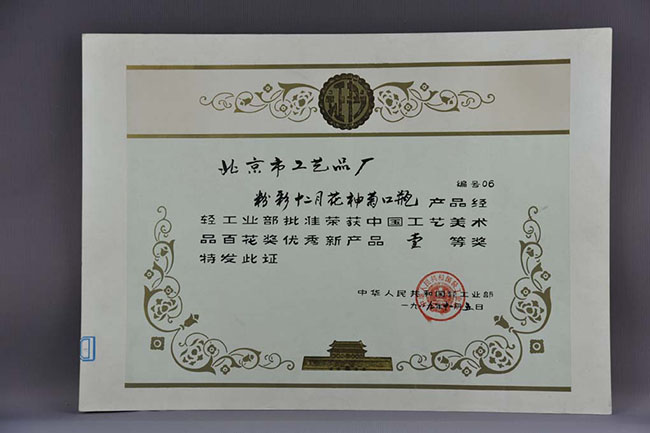 北京市工艺品厂
编号06
粉彩十二月花神菊口瓶 产品经
轻工业部批准荣获中国工艺美术
品百花奖优秀新产品 壹 等奖
特发此证
中华人民共和国轻工业部